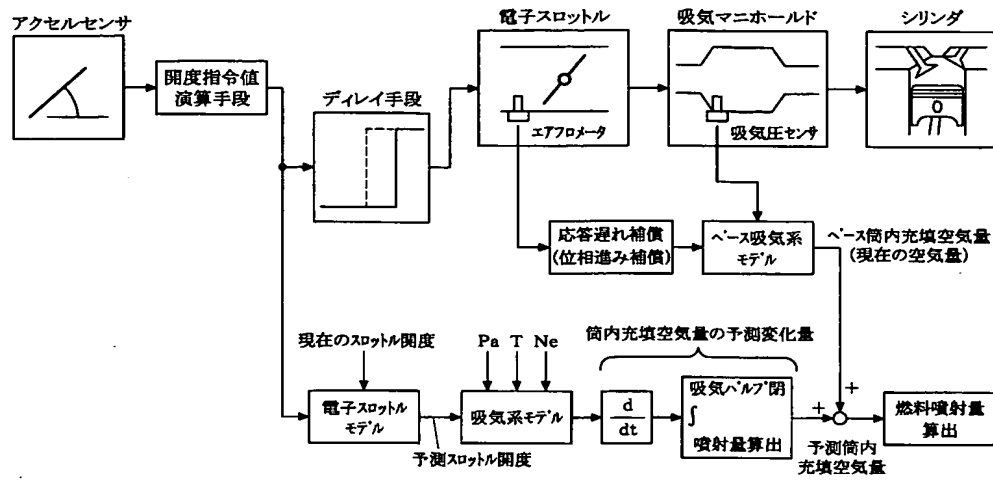 アクセルセンサ
開度指令値
演算手段
ディレイ手段
電子スロットル
エアフロメータ
吸気マニホールド
吸気圧センサ
シリンダ
応答遅れ補償
(位相進み補償)
ベース吸気系
モデル
ベース筒内充填空気量
(現在の空気量)
現在のスロットル開度
電子スロットル
モデル
予測スロットル開度
Pa T Ne
吸気系モデル
筒内充填空気量の予測変化量
d
dt
吸気バルブ閉
∫
噴射量算出
+
+
予測筒内
充填空気量
燃料噴射量
算出